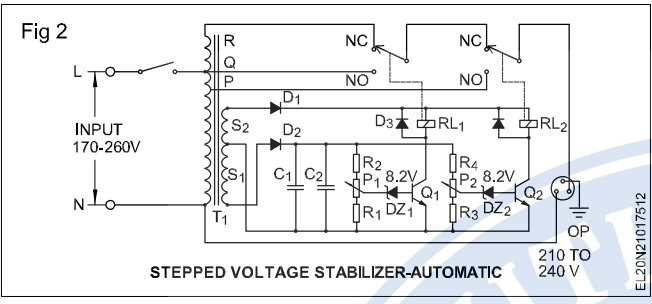 Fig 2
R
Q
P
NC
NO
NC
NO
L
N
INPUT
170-260V
D1
D2
S2
S1
T1
C1
C2
R2
P1
R1
8.2V
DZ1
Q1
D3
RL1
R4
P2
R3
8.2V
DZ2
Q2
RL2
OP
210 TO
240 V
STEPPED VOLTAGE STABILIZER-AUTOMATIC
EL20N21017512